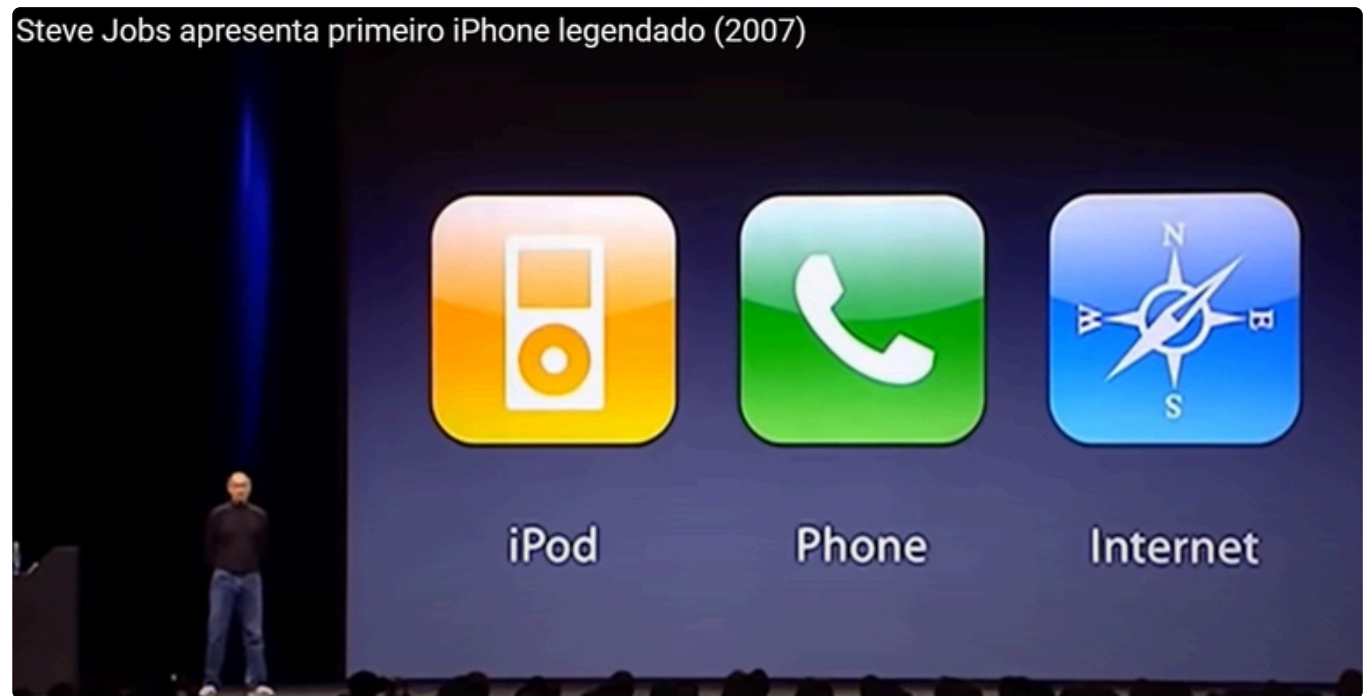 Steve Jobs apresenta primeiro iPhone legendado (2007)
N
W E
S
iPod Phone Internet